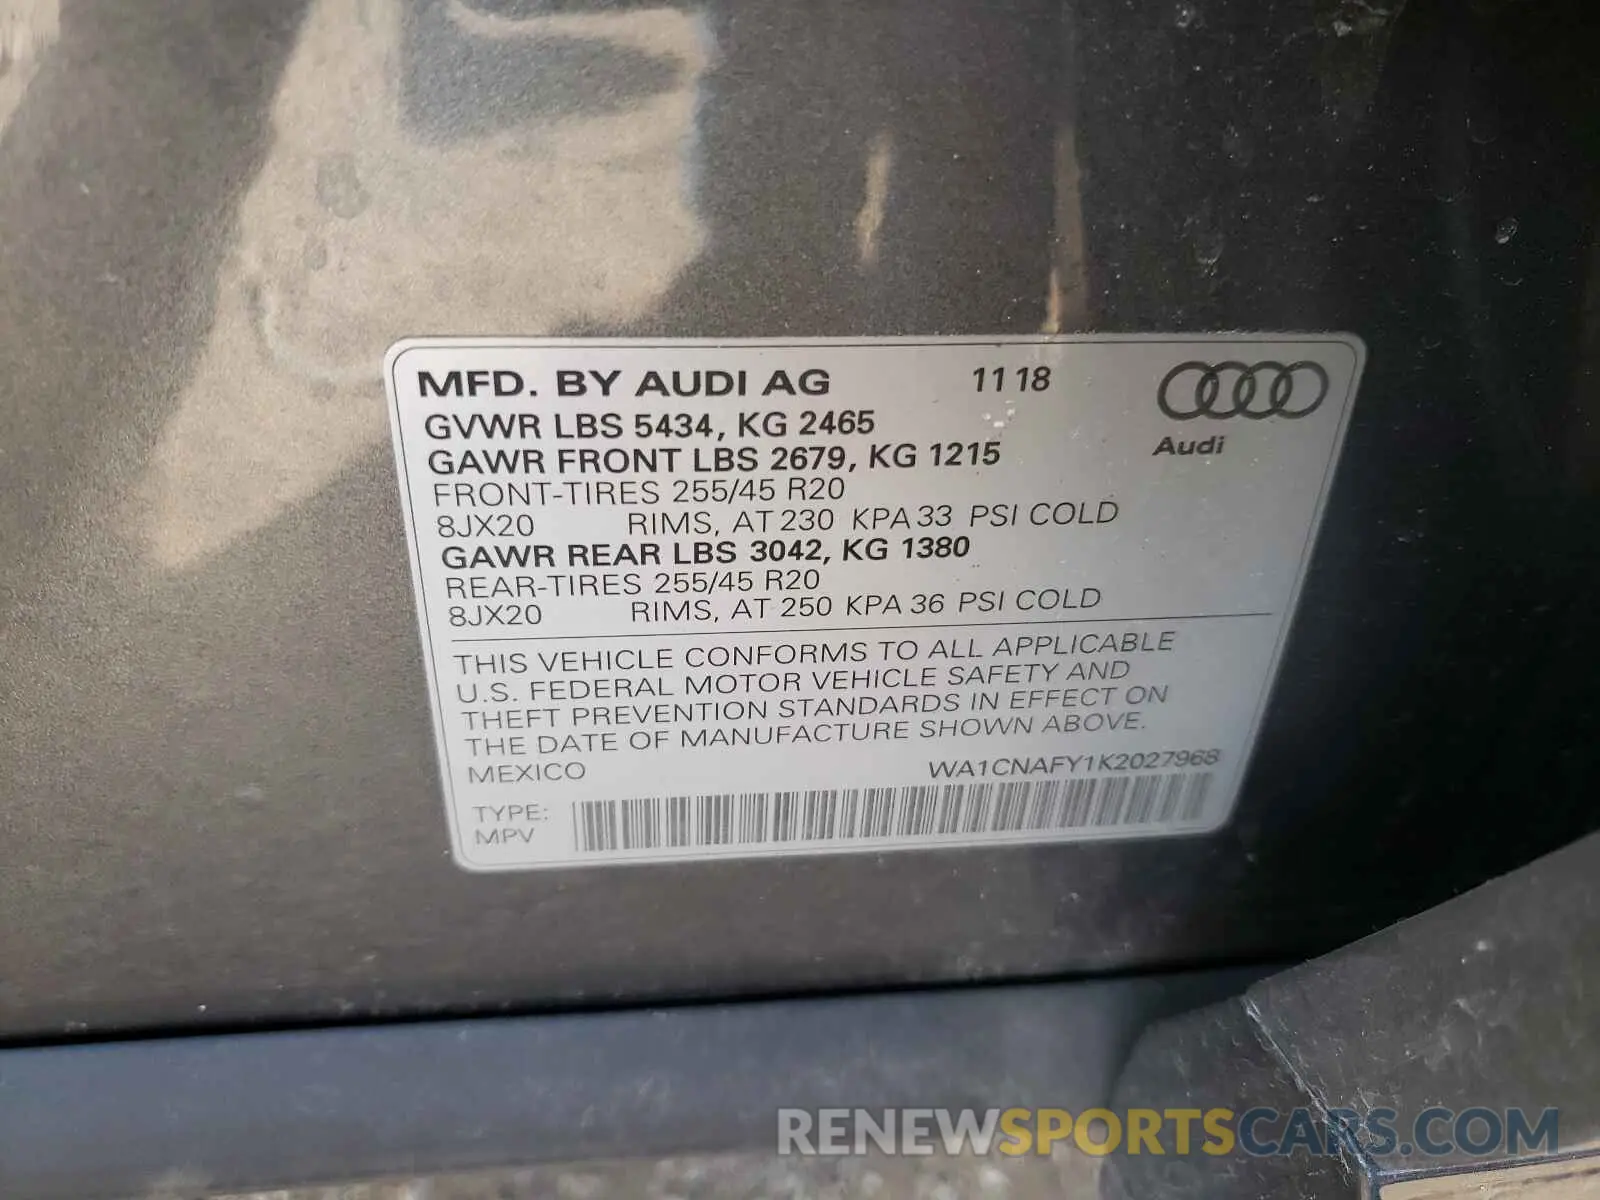 MFD. BY AUDI AG 11 18
Audi
GVWR LBS 5434, KG 2465
GAWR FRONT LBS 2679, KG 1215
FRONT-TIRES 255/45 R20
8JX20 RIMS, AT 230 KPA 33 PSI COLD
GAWR REAR LBS 3042, KG 1380
REAR-TIRES 255/45 R20
8JX20 RIMS, AT 250 KPA 36 PSI COLD
THIS VEHICLE CONFORMS TO ALL APPLICABLE
U.S. FEDERAL MOTOR VEHICLE SAFETY AND
THEFT PREVENTION STANDARDS IN EFFECT ON
THE DATE OF MANUFACTURE SHOWN ABOVE.
MEXICO WA1CNAFY1K2027968
TYPE:
MPV
RENEWSPORTSCARS.COM